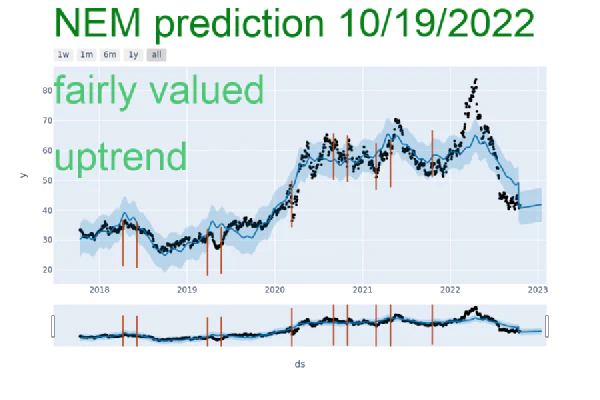 NEM prediction 10/19/2022
1w 1m 6m 1y all
fairly valued
uptrend
y
80
70
60
50
40
30
20
2018 2019 2020 2021 2022 2023
ds